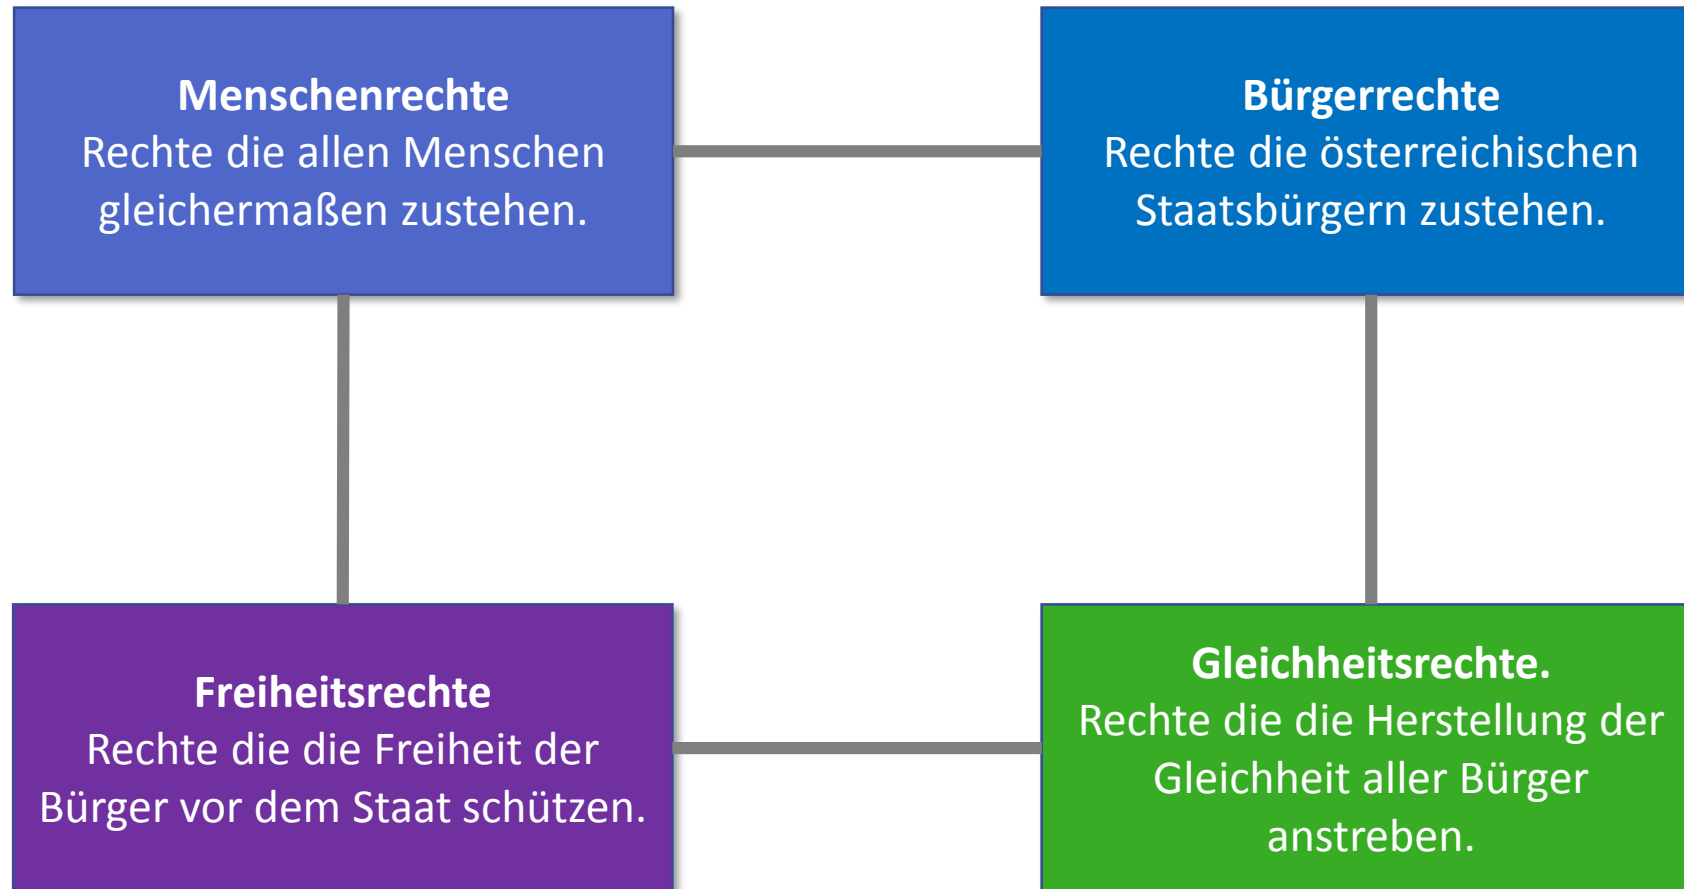 Menschenrechte
Rechte die allen Menschen
gleichermaßen zustehen.
Bürgerrechte
Rechte die österreichischen
Staatsbürgern zustehen.
Freiheitsrechte
Rechte die die Freiheit der
Bürger vor dem Staat schützen.
Gleichheitsrechte.
Rechte die die Herstellung der
Gleichheit aller Bürger
anstreben.